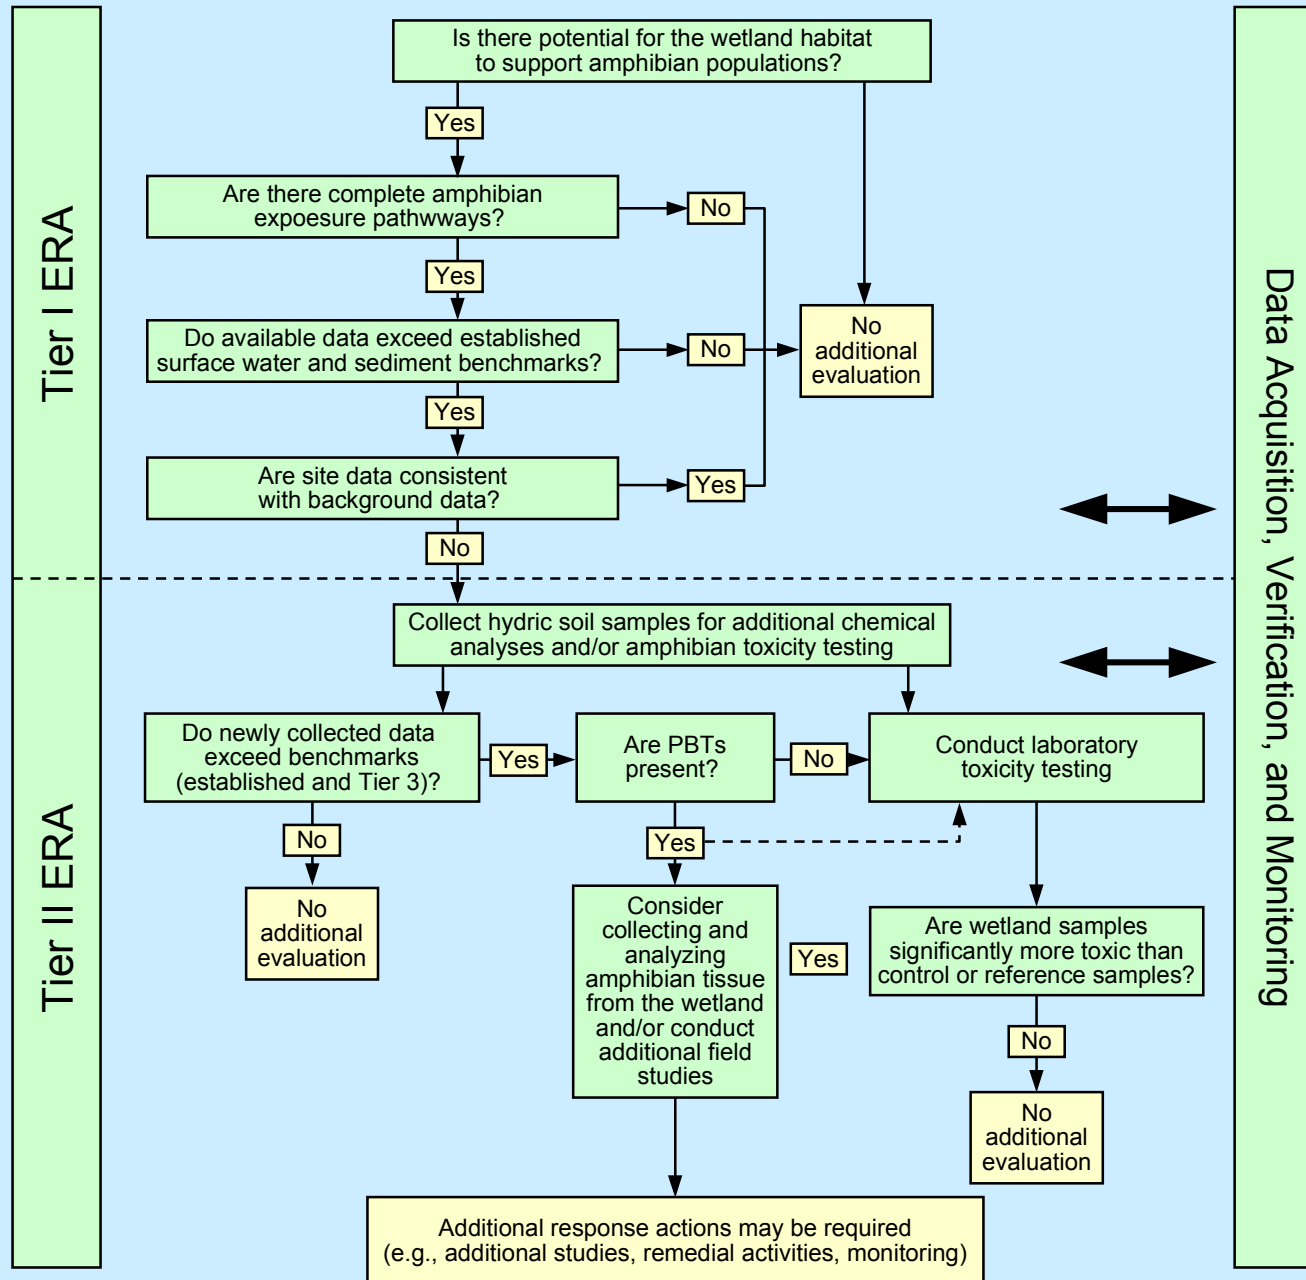 Tier I ERA
Is there potential for the wetland habitat
to support amphibian populations?
Yes
Are there complete amphibian
expoesure pathwways?
No
Yes
Do available data exceed established
surface water and sediment benchmarks?
No
No
additional
evaluation
Yes
Are site data consistent
with background data?
Yes
No
Data Acquisition, Verification, and Monitoring
Tier II ERA
Collect hydric soil samples for additional chemical
analyses and/or amphibian toxicity testing
Do newly collected data
exceed benchmarks
(established and Tier 3)?
Yes
Are PBTs
present?
No
Conduct laboratory
toxicity testing
No
Yes
No
additional
evaluation
Consider
collecting and
analyzing
amphibian tissue
from the wetland
and/or conduct
additional field
studies
Yes
Are wetland samples
significantly more toxic than
control or reference samples?
No
No
additional
evaluation
Additional response actions may be required
(e.g., additional studies, remedial activities, monitoring)